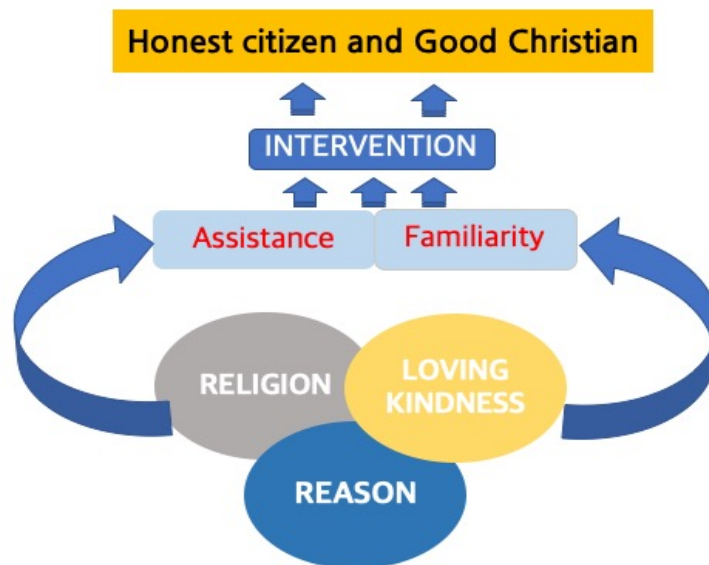 Honest citizen and Good Christian
INTERVENTION
Assistance
Familiarity
RELIGION
LOVING
KINDNESS
REASON